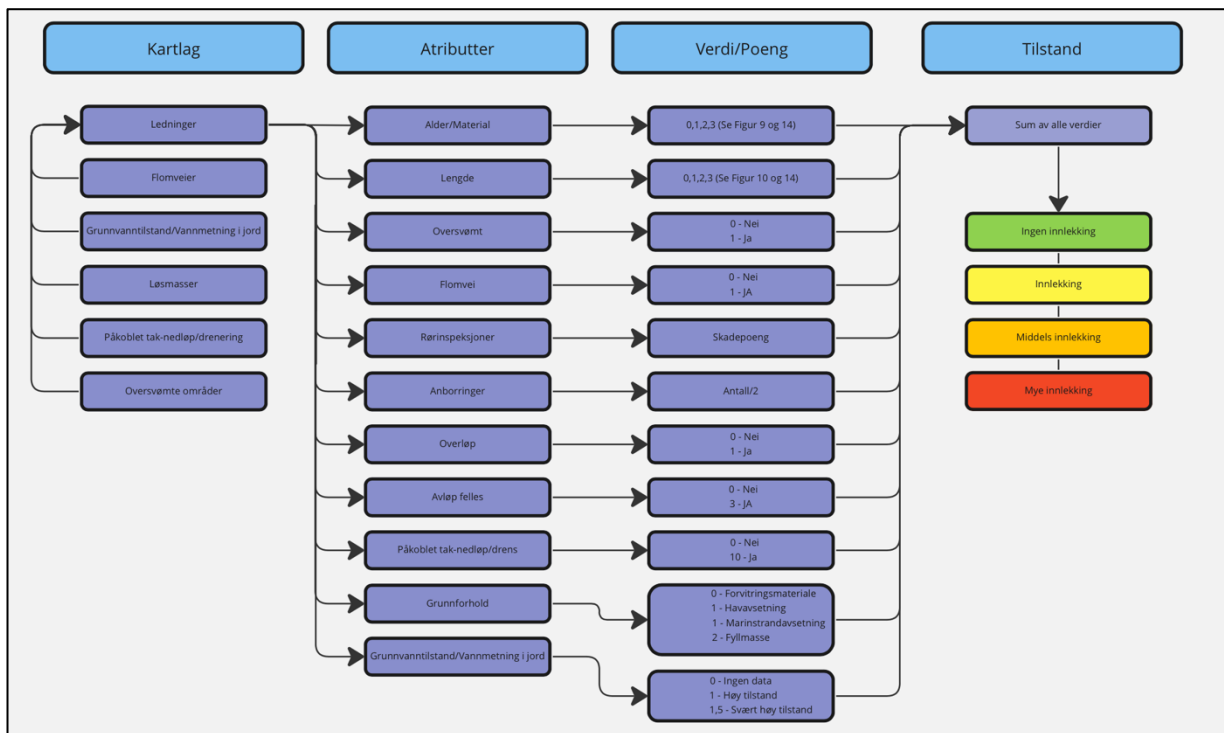 Kartlag
Atributter
Verdi/Poeng
Tilstand
Ledninger
Alder/Material
0,1,2,3 (Se Figur 9 og 14)
Sum av alle verdier
Flomveier
Lengde
0,1,2,3 (Se Figur 10 og 14)
Grunnvanntilstand/Vannmetning i jord
Oversvømt
0 - Nei
1 - Ja
Ingen innlekking
Løsmasser
Flomvei
0 - Nei
1 - JA
Innlekking
Påkoblet tak-nedløp/drenering
Rørinspeksjoner
Skadepoeng
Middels innlekking
Oversvømte områder
Anborringer
Antall/2
Mye innlekking
Overløp
0 - Nei
1 - Ja
Avløp felles
0 - Nei
3 - JA
Påkoblet tak-nedløp/drens
0 - Nei
10 - Ja
Grunnforhold
0 - Forvitringsmateriale
1 - Havavsetning
1 - Marinstrandavsetning
2 - Fyllmasse
Grunnvanntilstand/Vannmetning i jord
0 - Ingen data
1 - Høy tilstand
1,5 - Svært høy tilstand